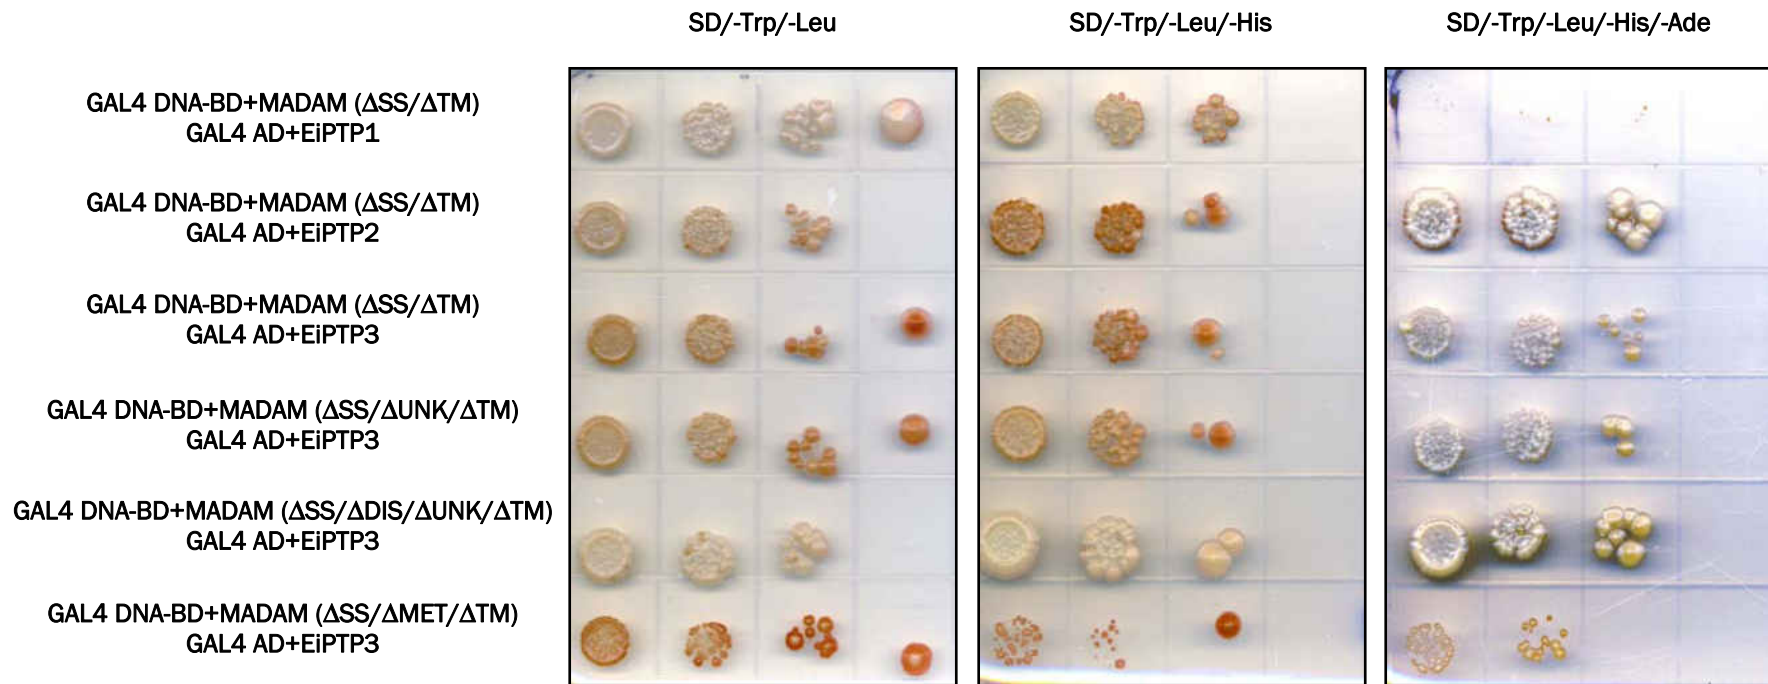 SD/-Trp/-Leu
SD/-Trp/-Leu/-His
SD/-Trp/-Leu/-His/-Ade
GAL4 DNA-BD+MADAM (ΔSS/ΔTM)
GAL4 AD+EiPTP1
GAL4 DNA-BD+MADAM (ΔSS/ΔTM)
GAL4 AD+EiPTP2
GAL4 DNA-BD+MADAM (ΔSS/ΔTM)
GAL4 AD+EiPTP3
GAL4 DNA-BD+MADAM (ΔSS/ΔUNK/ΔTM)
GAL4 AD+EiPTP3
GAL4 DNA-BD+MADAM (ΔSS/ΔDIS/ΔUNK/ΔTM)
GAL4 AD+EiPTP3
GAL4 DNA-BD+MADAM (ΔSS/ΔMET/ΔTM)
GAL4 AD+EiPTP3